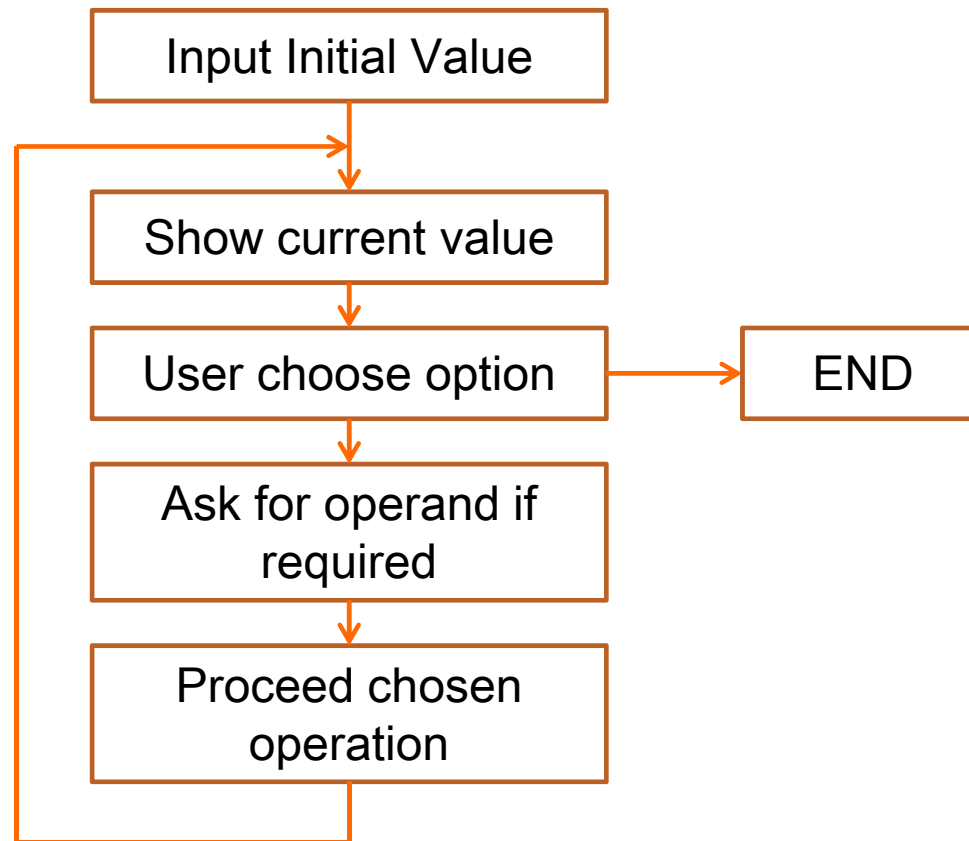 Input Initial Value
Show current value
User choose option
END
Ask for operand if
required
Proceed chosen
operation